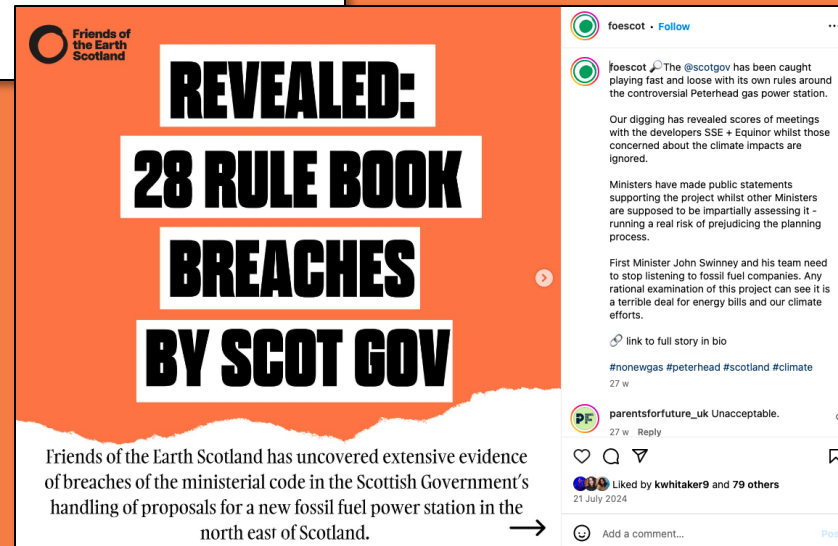 Friends of
the Earth
Scotland
REVEALED:
28 RULE BOOK
BREACHES
BY SCOT GOV
Friends of the Earth Scotland has uncovered extensive evidence
of breaches of the ministerial code in the Scottish Government's
handling of proposals for a new fossil fuel power station in the
north east of Scotland.
foescot • Follow
foescot 🔎The @scotgov has been caught
playing fast and loose with its own rules around
the controversial Peterhead gas power station.
Our digging has revealed scores of meetings
with the developers SSE + Equinor whilst those
concerned about the climate impacts are
ignored.
Ministers have made public statements
supporting the project whilst other Ministers
are supposed to be impartially assessing it -
running a real risk of prejudicing the planning
process.
First Minister John Swinney and his team need
to stop listening to fossil fuel companies. Any
rational examination of this project can see it is
a terrible deal for energy bills and our climate
efforts.
🔗 link to full story in bio
#nonewgas #peterhead #scotland #climate
27 w
PF
parentsforfuture_uk Unacceptable.
27 w Reply
Liked by kwhitaker9 and 79 others
21 July 2024
Add a comment...